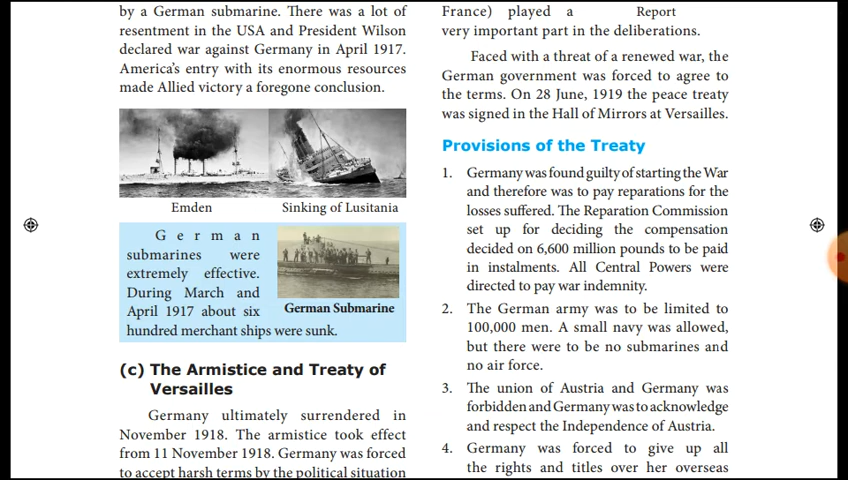 by a German submarine. There was a lot of
resentment in the USA and President Wilson
declared war against Germany in April 1917.
America's entry with its enormous resources
made Allied victory a foregone conclusion.
Emden
Sinking of Lusitania
German
submarines were
extremely effective.
During March and
April 1917 about six
hundred merchant ships were sunk.
German Submarine
(c) The Armistice and Treaty of
Versailles
Germany ultimately surrendered in
November 1918. The armistice took effect
from 11 November 1918. Germany was forced
to accept harsh terms by the political situation
France) played a
Report
very important part in the deliberations.
Faced with a threat of a renewed war, the
German government was forced to agree to
the terms. On 28 June, 1919 the peace treaty
was signed in the Hall of Mirrors at Versailles.
Provisions of the Treaty
1. Germany was found guilty of starting the War
and therefore was to pay reparations for the
losses suffered. The Reparation Commission
set up for deciding the compensation
decided on 6,600 million pounds to be paid
in instalments. All Central Powers were
directed to pay war indemnity.
2. The German army was to be limited to
100,000 men. A small navy was allowed,
but there were to be no submarines and
no air force.
3. The union of Austria and Germany was
forbidden and Germany was to acknowledge
and respect the Independence of Austria.
4. Germany was forced to give up all
the rights and titles over her overseas